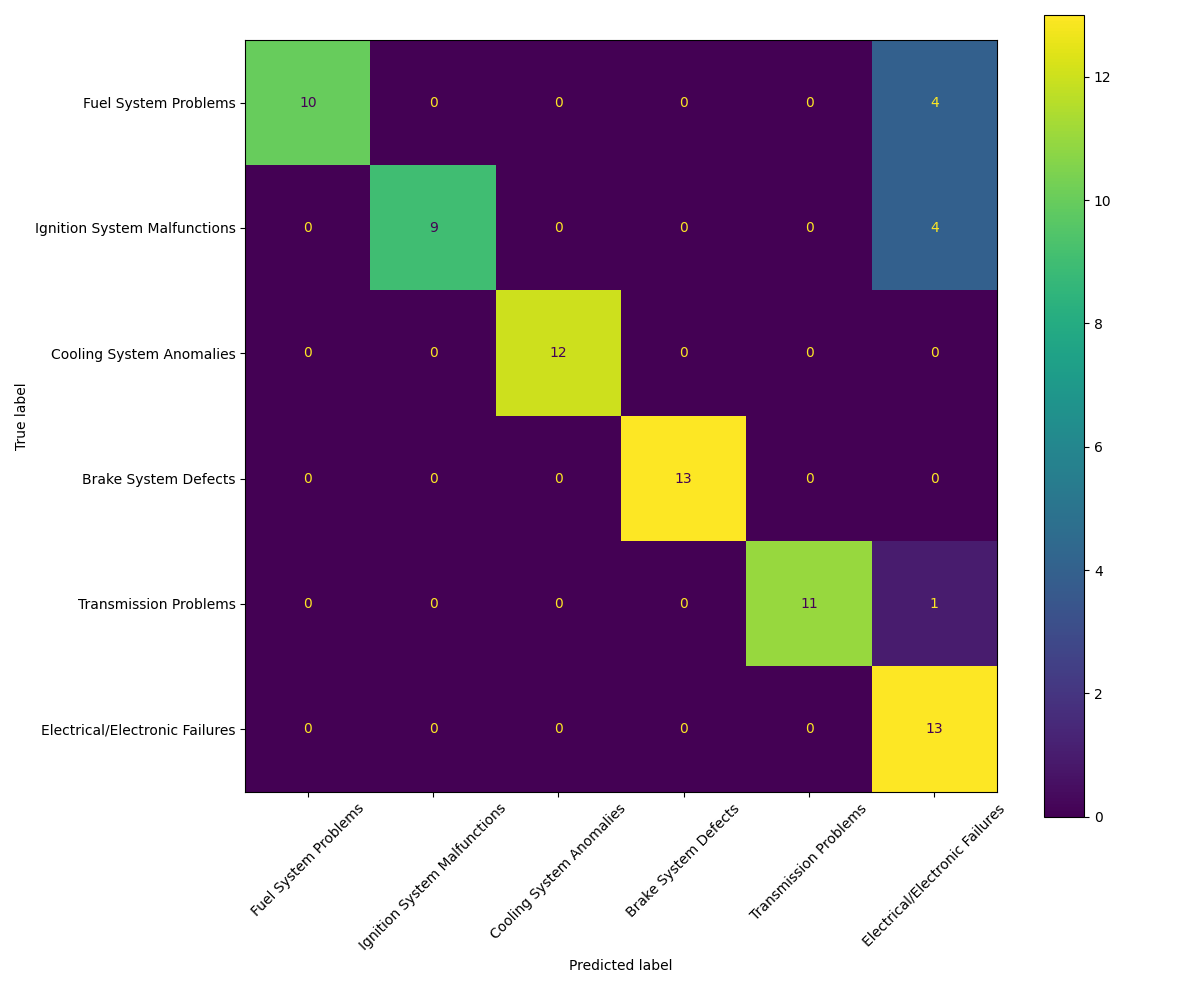 Fuel System Problems 10 0 0 0 0 4
Ignition System Malfunctions 0 9 0 0 0 4
Cooling System Anomalies 0 0 12 0 0 0
Brake System Defects 0 0 0 13 0 0
Transmission Problems 0 0 0 0 11 1
Electrical/Electronic Failures 0 0 0 0 0 13
True label
Fuel System Problems
Ignition System Malfunctions
Cooling System Anomalies
Brake System Defects
Transmission Problems
Electrical/Electronic Failures
Predicted label
12
10
8
6
4
2
0